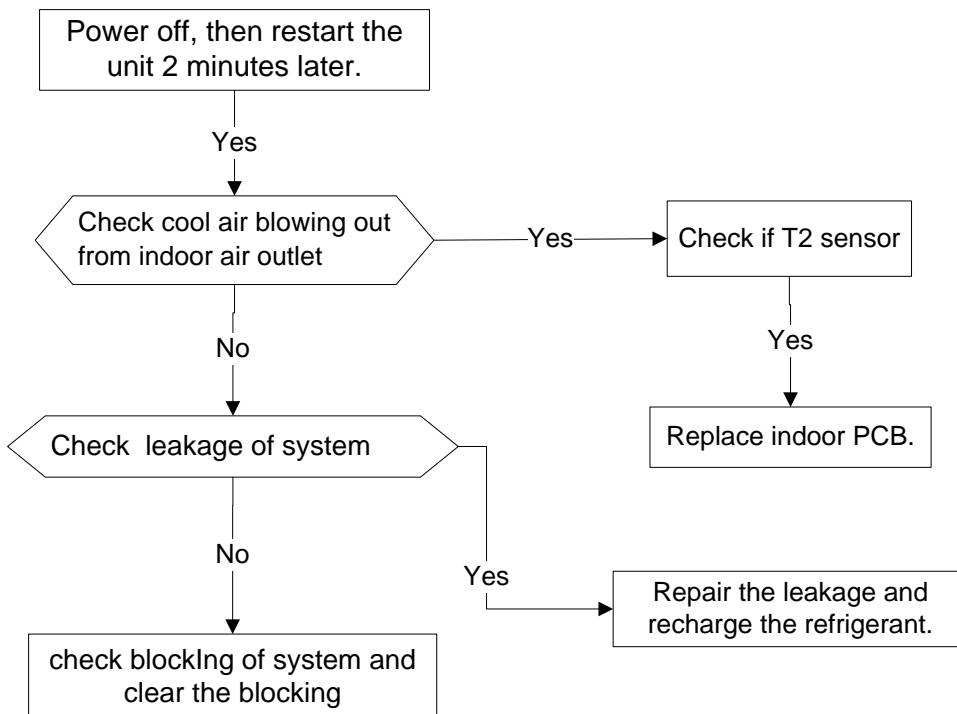 Power off, then restart the
unit 2 minutes later.
Yes
Check cool air blowing out
from indoor air outlet
Yes
Check if T2 sensor
No
Yes
Check  leakage of system
Replace indoor PCB.
No
Yes
Repair the leakage and
recharge the refrigerant.
check blockIng of system and
clear the blocking